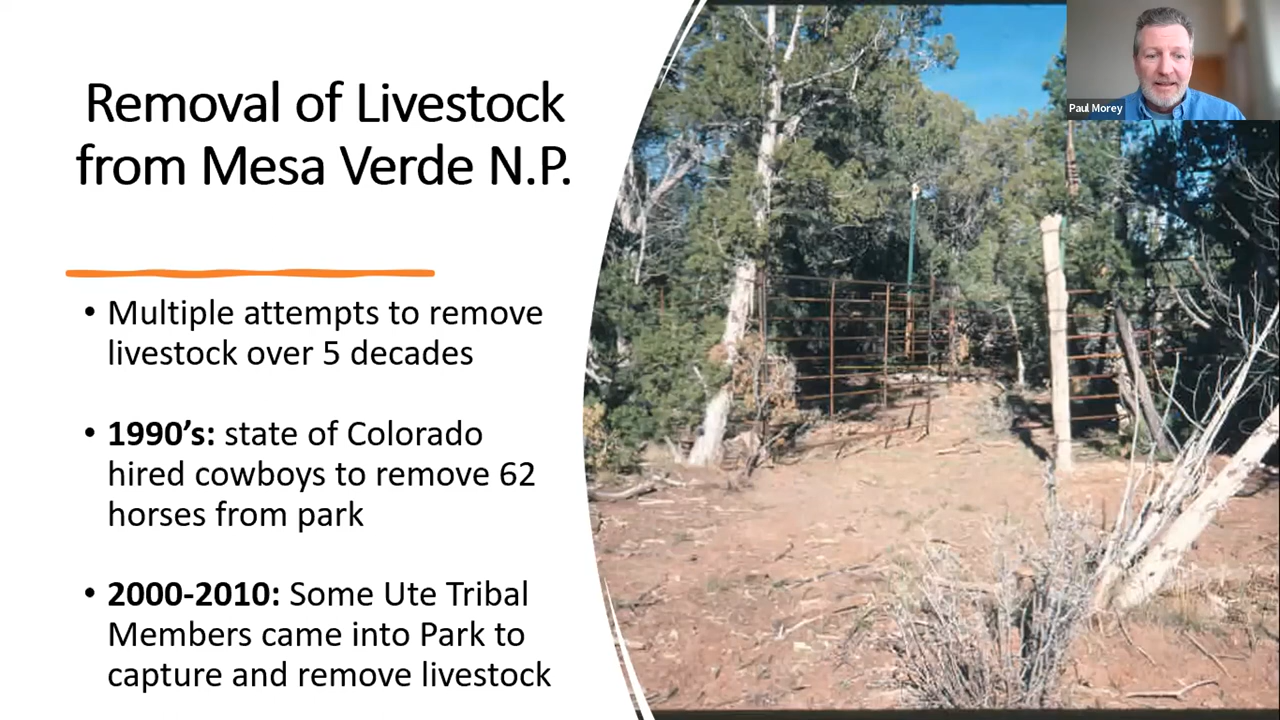 Removal of Livestock
from Mesa Verde N.P.
• Multiple attempts to remove
livestock over 5 decades
• 1990’s: state of Colorado
hired cowboys to remove 62
horses from park
• 2000-2010: Some Ute Tribal
Members came into Park to
capture and remove livestock
Paul Morey